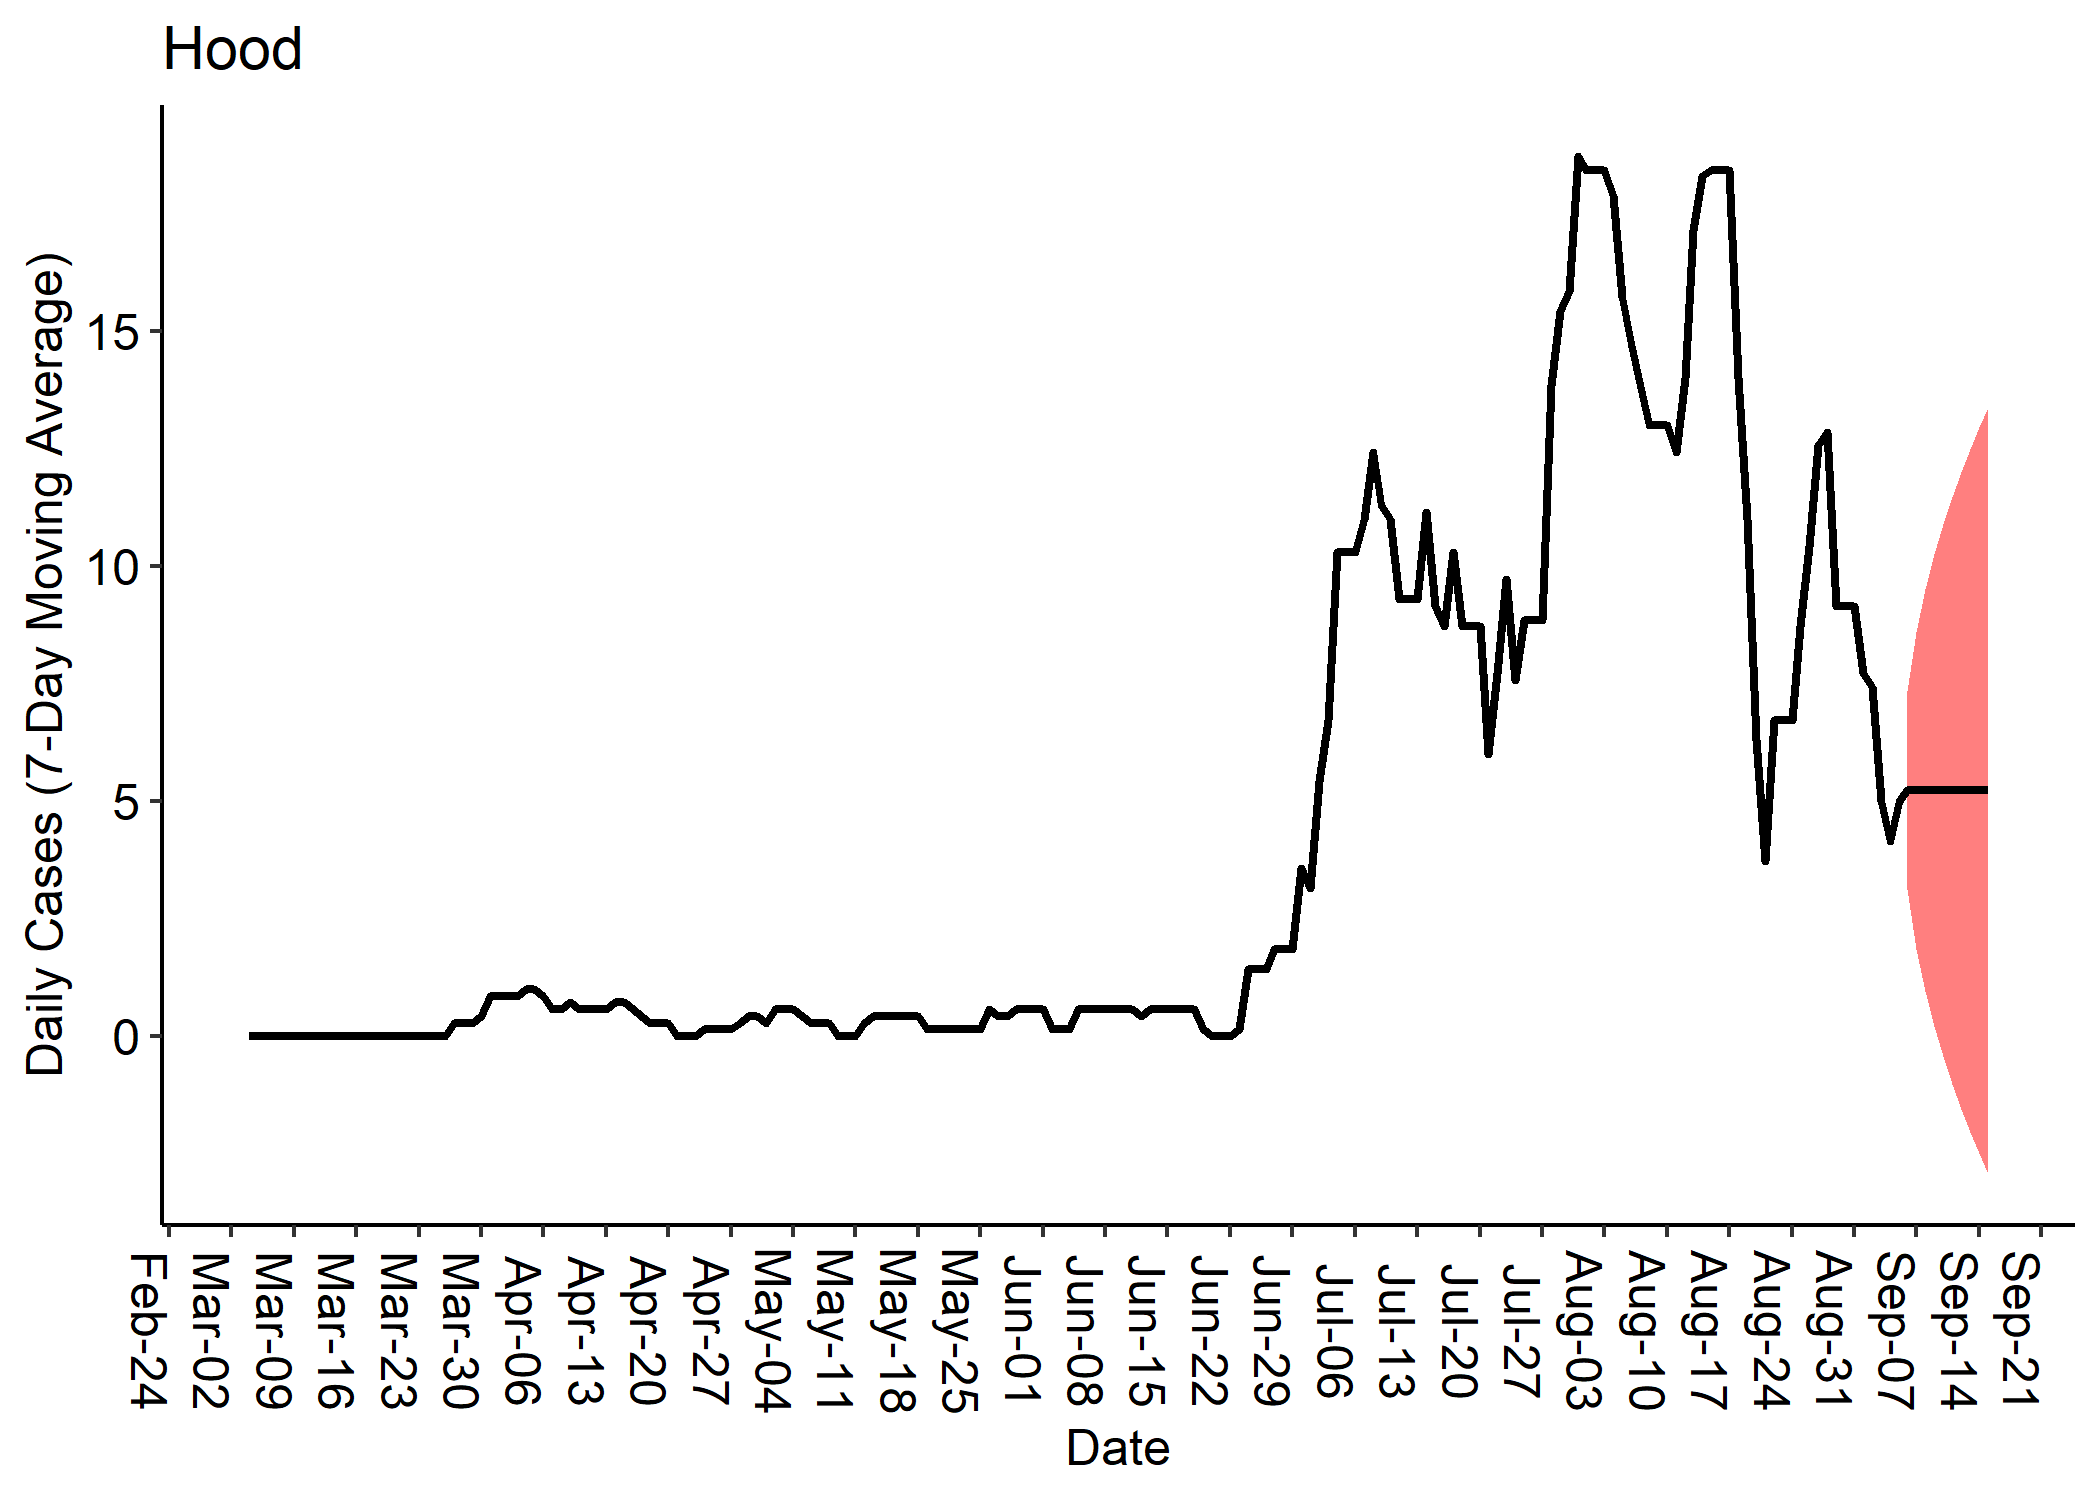 Hood
Daily Cases (7-Day Moving Average)
15
10
5
0
Feb-24
Mar-02
Mar-09
Mar-16
Mar-23
Mar-30
Apr-06
Apr-13
Apr-20
Apr-27
May-04
May-11
May-18
May-25
Jun-01
Jun-08
Jun-15
Jun-22
Jun-29
Jul-06
Jul-13
Jul-20
Jul-27
Aug-03
Aug-10
Aug-17
Aug-24
Aug-31
Sep-07
Sep-14
Sep-21
Date